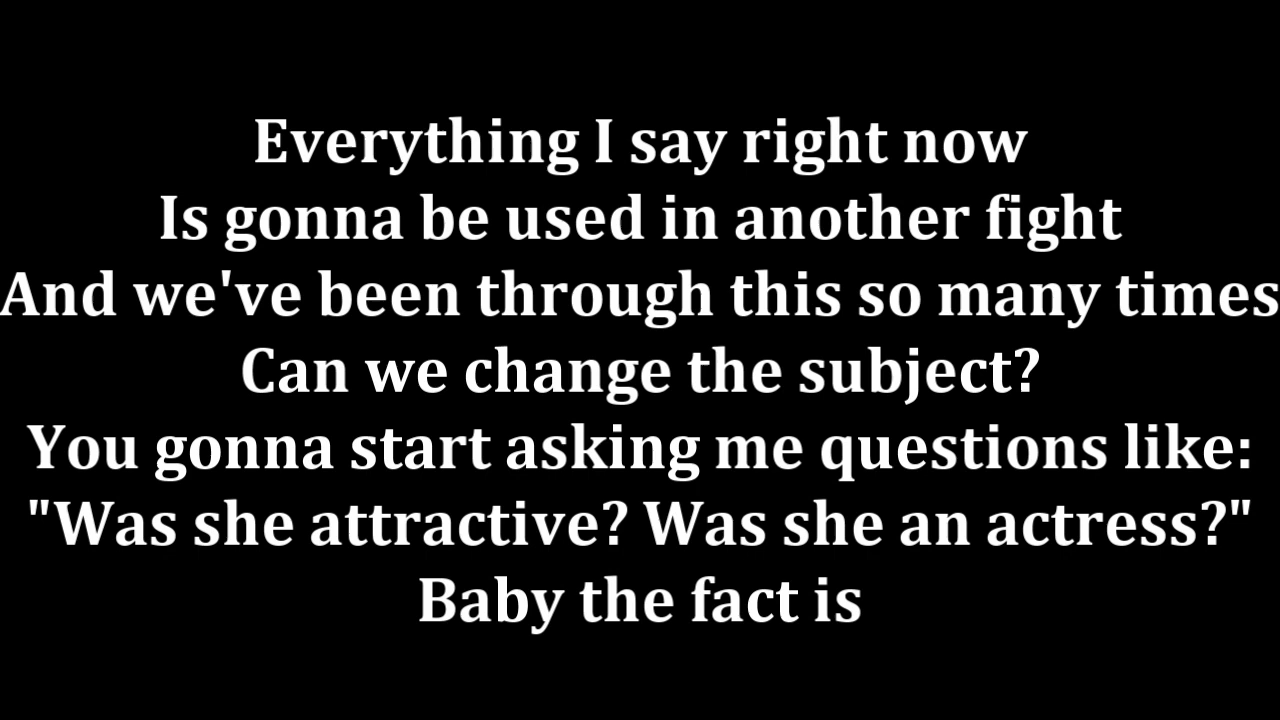 Everything I say right now
Is gonna be used in another fight
And we've been through this so many times
Can we change the subject?
You gonna start asking me questions like:
"Was she attractive? Was she an actress?"
Baby the fact is